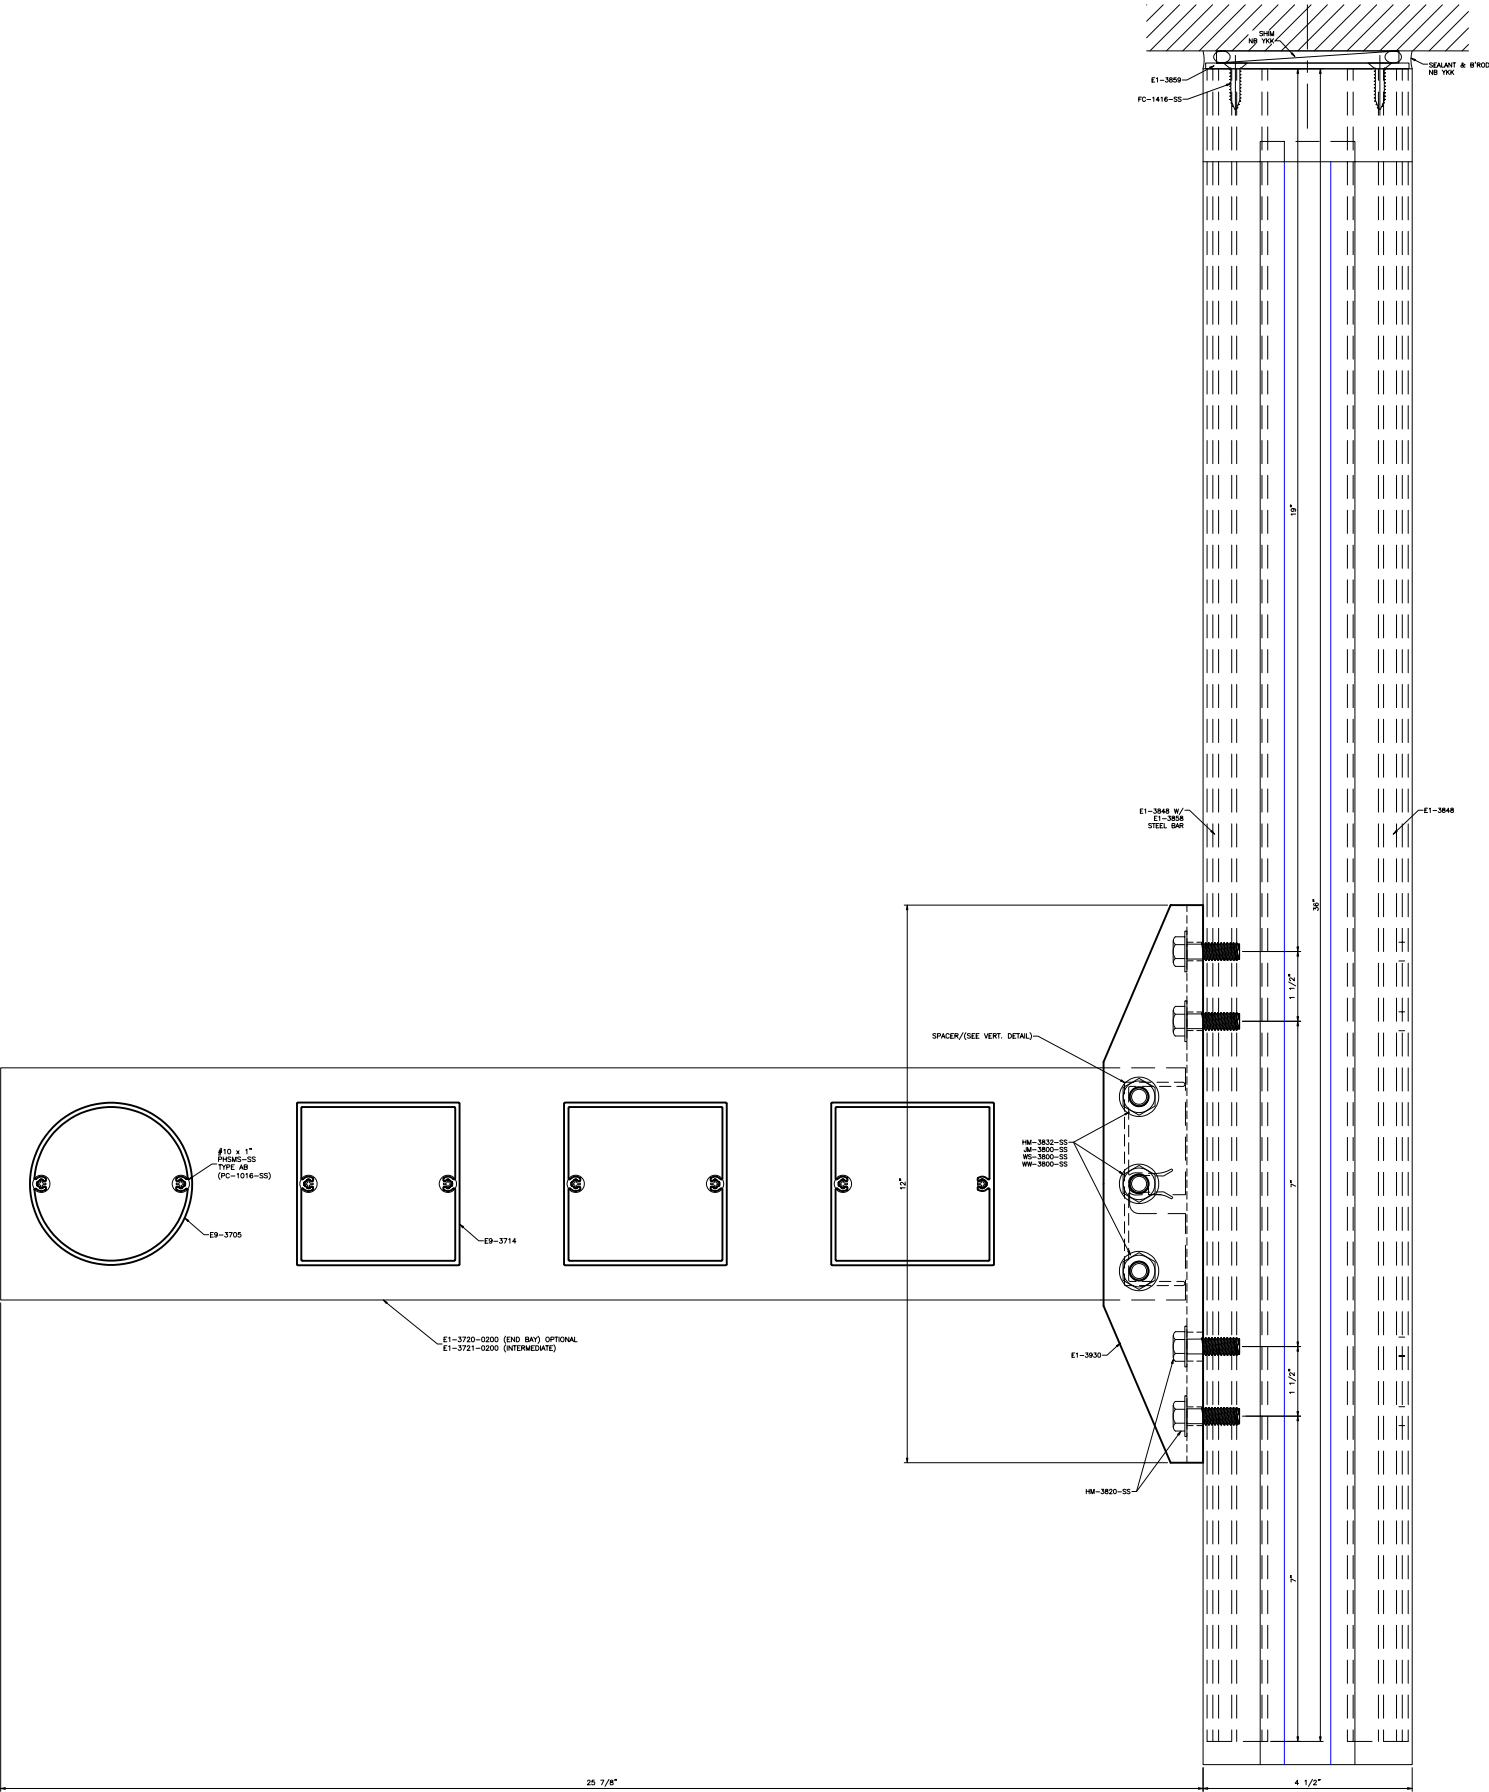 SHIM
NB YKK
SEALANT & B'ROD
NB YKK
E1-3859
FC-1416-SS
19"
E1-3848 W/
E1-3858
STEEL BAR
E1-3848
36"
1 1/2"
SPACER/(SEE VERT. DETAIL)
HM-3832-SS
JM-3800-SS
WS-3800-SS
WW-3800-SS
#10 x 1"
PHSMS-SS
TYPE AB
(PC-1016-SS)
12"
7"
E9-3705
E9-3714
E1-3720-0200 (END BAY) OPTIONAL
E1-3721-0200 (INTERMEDIATE)
E1-3930
1 1/2"
HM-3820-SS
7"
25 7/8"
4 1/2"